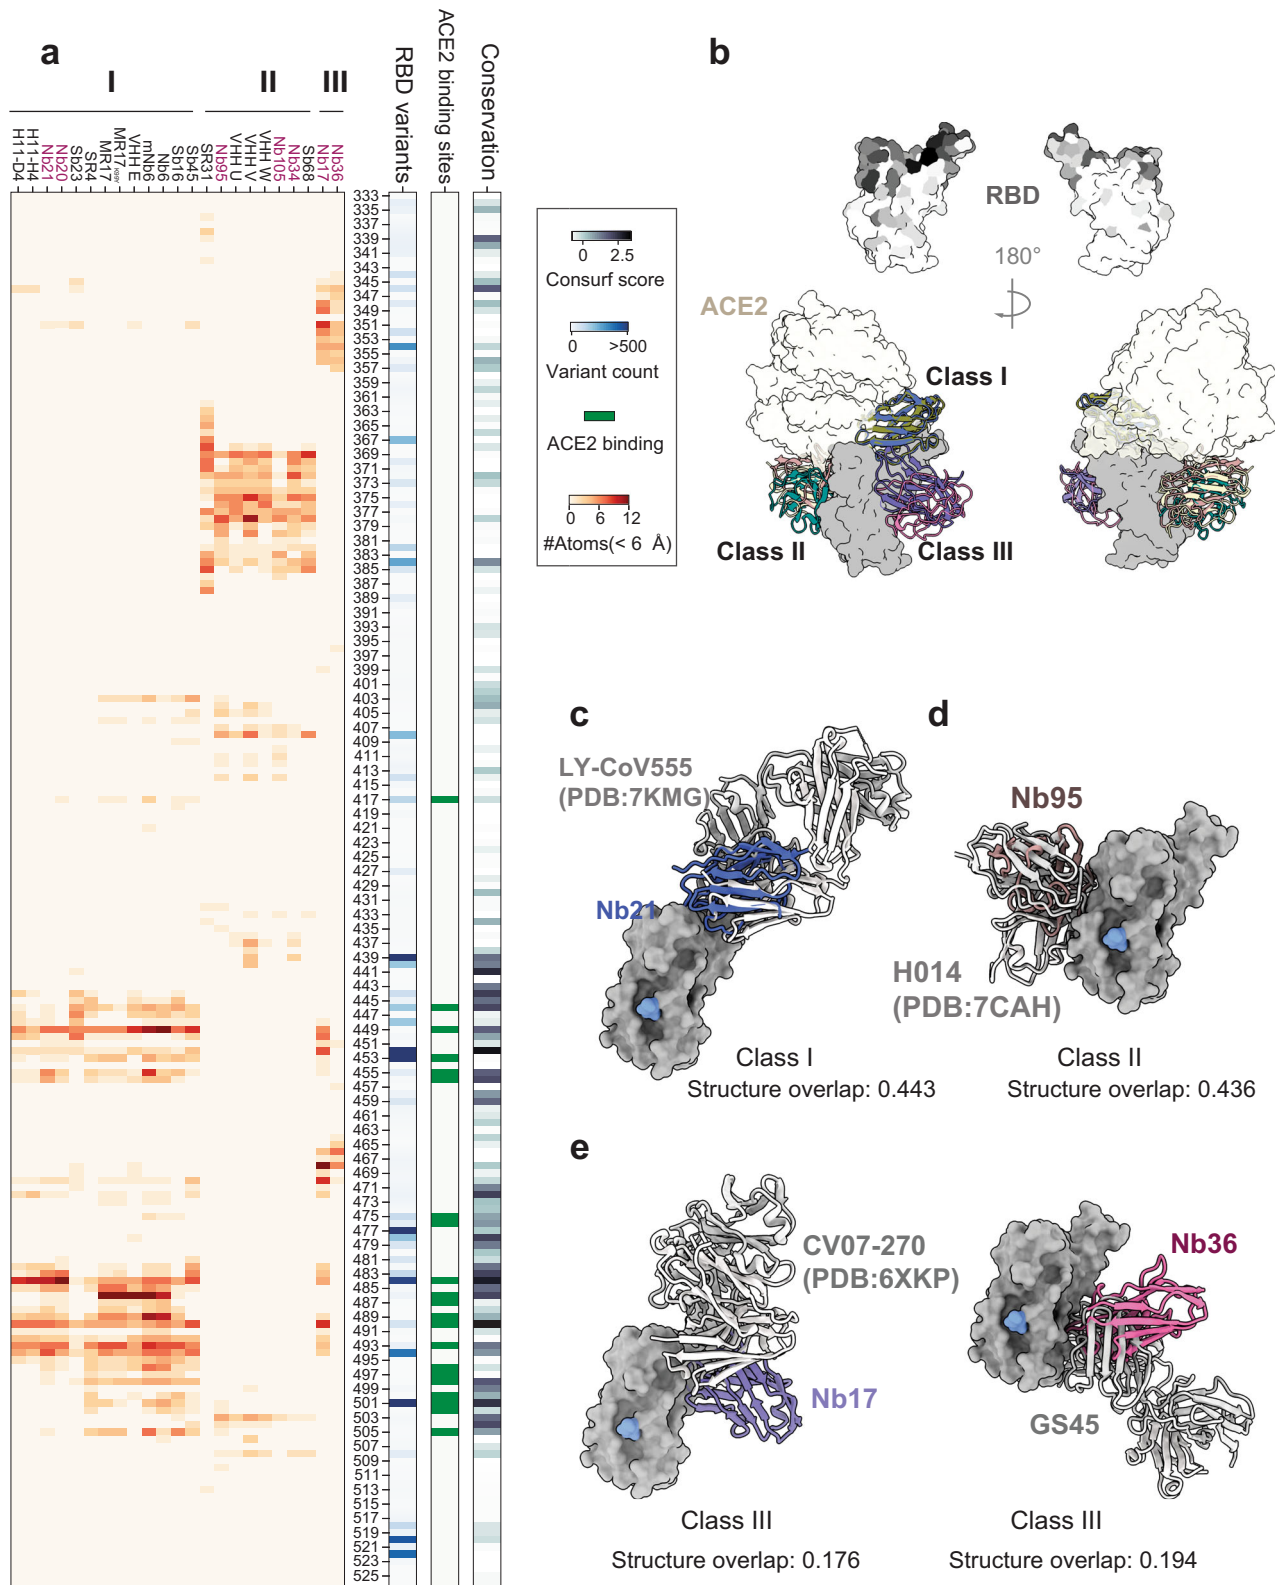 a
I
II
III
RBD variants
ACE2 binding sites
Conservation
H11-D4
H11-H4
Nb21
Nb20
Sb23
SR4
MR17
MR17 K99Y
VHH E
mNb6
Nb6
Sb16
Sb45
SR31
Nb95
VHH U
VHH V
VHH W
Nb105
Nb34
Sb68
Nb17
Nb36
333
335
337
339
341
343
345
347
349
351
353
355
357
359
361
363
365
367
369
371
373
375
377
379
381
383
385
387
389
391
393
395
397
399
401
403
405
407
409
411
413
415
417
419
421
423
425
427
429
431
433
435
437
439
441
443
445
447
449
451
453
455
457
459
461
463
465
467
469
471
473
475
477
479
481
483
485
487
489
491
493
495
497
499
501
503
505
507
509
511
513
515
517
519
521
523
525
0 2.5
Consurf score
0 >500
Variant count
ACE2 binding
0 6 12
#Atoms(< 6 Å)
b
RBD
180°
ACE2
Class I
Class II
Class III
c
LY-CoV555
(PDB:7KMG)
Nb21
Class I
Structure overlap: 0.443
d
Nb95
H014
(PDB:7CAH)
Class II
Structure overlap: 0.436
e
CV07-270
(PDB:6XKP)
Nb17
Class III
Structure overlap: 0.176
Nb36
GS45
Class III
Structure overlap: 0.194